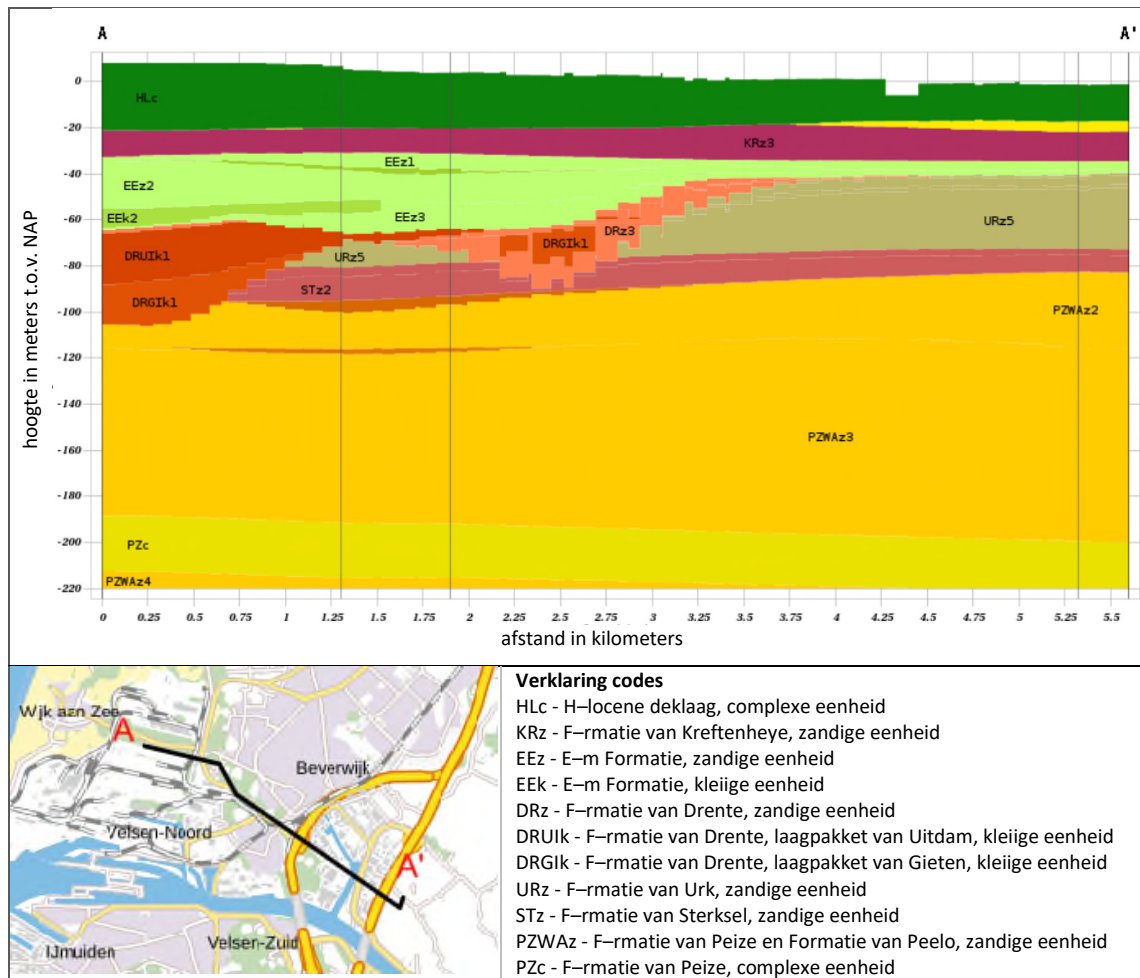 A A'
0
-20
-40
-60
-80
-100
-120
-140
-160
-180
-200
-220
hoogte in meters t.o.v. NAP
HLc
KRz3
EEz1
EEz2
EEk2
EEz3
DRz3
URz5
DRUIk1
DRGIk1
URz5
STz2
DRGIk1
PZWAz2
PZWAz3
PZc
PZWAz4
0 0.25 0.5 0.75 1 1.25 1.5 1.75 2 2.25 2.5 2.75 3 3.25 3.5 3.75 4 4.25 4.5 4.75 5 5.25 5.5
afstand in kilometers
Wijk aan Zee
A
Beverwijk
Velsen-Noord
A'
IJmuiden
Velsen-Zuid
Verklaring codes
HLc - H–locene deklaag, complexe eenheid
KRz - F–rmatie van Kreftenheye, zandige eenheid
EEz - E–m Formatie, zandige eenheid
EEk - E–m Formatie, kleiige eenheid
DRz - F–rmatie van Drente, zandige eenheid
DRUIk - F–rmatie van Drente, laagpakket van Uitdam, kleiige eenheid
DRGIk - F–rmatie van Drente, laagpakket van Gieten, kleiige eenheid
URz - F–rmatie van Urk, zandige eenheid
STz - F–rmatie van Sterksel, zandige eenheid
PZWAz - F–rmatie van Peize en Formatie van Peelo, zandige eenheid
PZc - F–rmatie van Peize, complexe eenheid